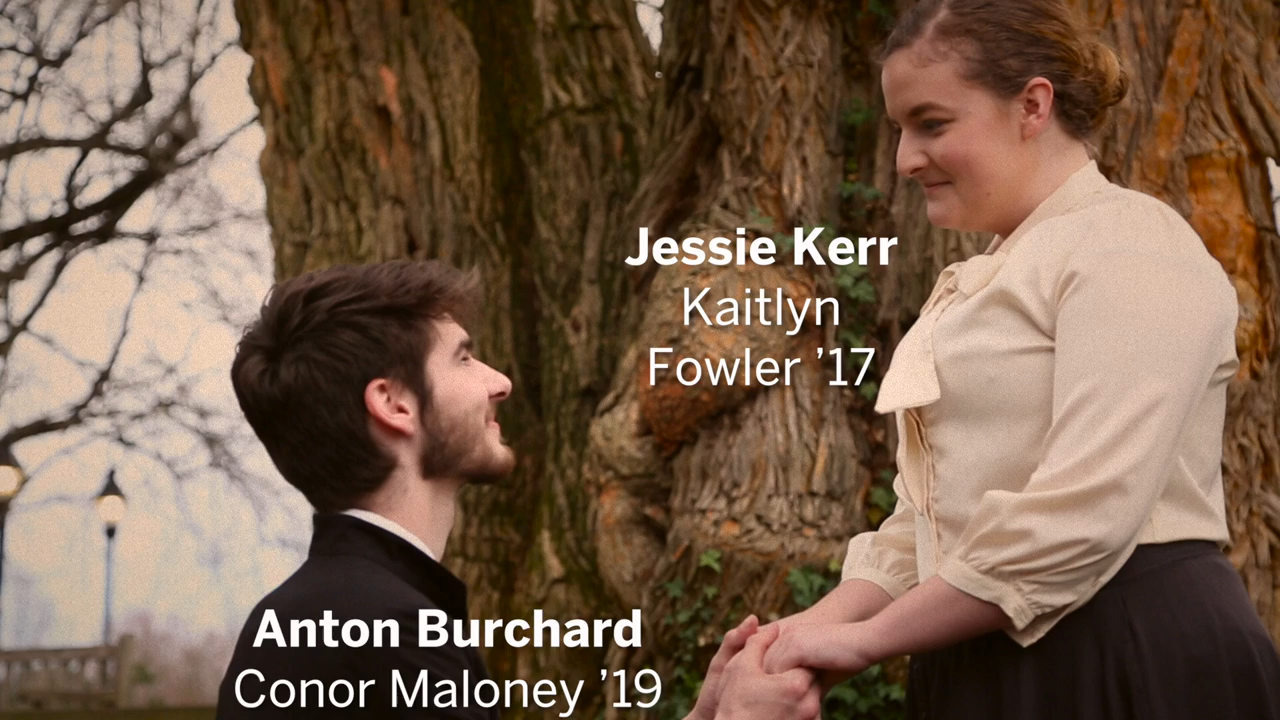 Jessie Kerr
Kaitlyn
Fowler ’17
Anton Burchard
Conor Maloney ’19